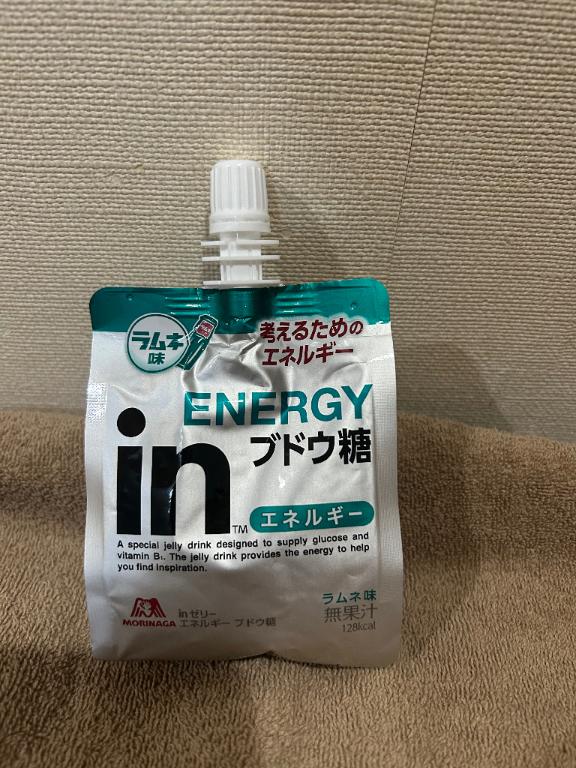 ラムネ
味
考えるための
エネルギー
ENERGY
in
ブドウ糖
TM
エネルギー
A special jelly drink designed to supply glucose and
vitamin B₁. The jelly drink provides the energy to help
you find inspiration.
MORINAGA
inゼリー
エネルギー ブドウ糖
ラムネ味
無果汁
128kcal